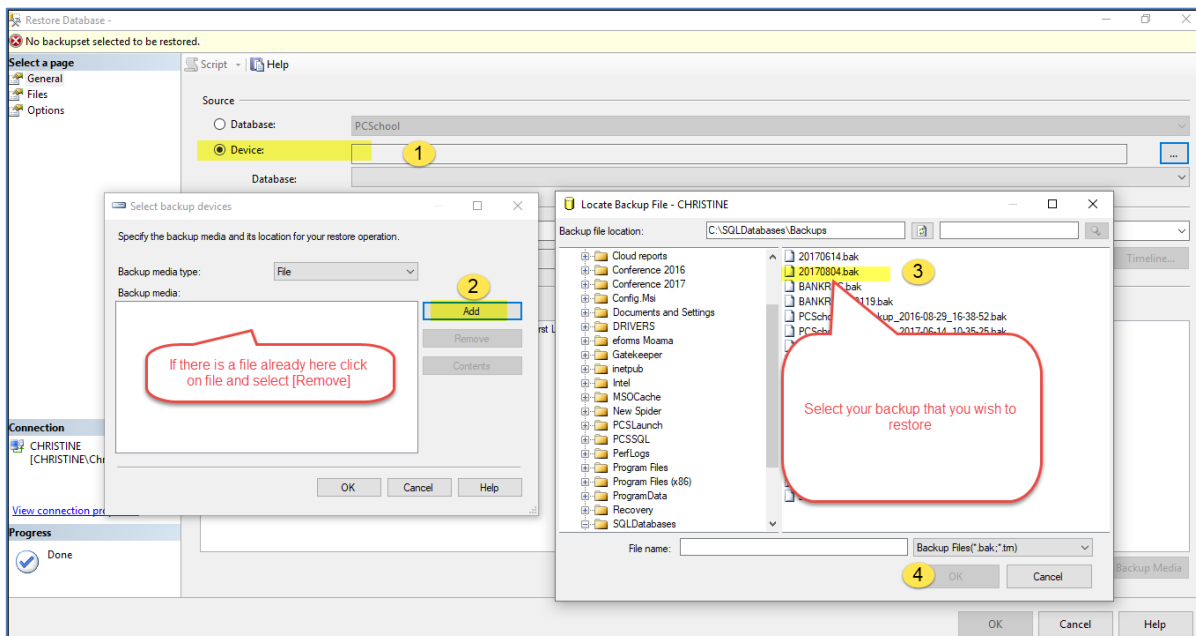 Restore Database -
No backupset selected to be restored.
Select a page
General
Files
Options
Script
Help
Source
Database:
PCSchool
Device:
1
...
Database:
Timeline...
Select backup devices
Specify the backup media and its location for your restore operation.
Backup media type:
File
Backup media:
2
Add
Remove
Contents
If there is a file already here click
on file and select [Remove]
OK
Cancel
Help
Locate Backup File - CHRISTINE
Backup file location:
C:\SQLDatabases\Backups
Cloud reports
Conference 2016
Conference 2017
Config.Msi
Documents and Settings
DRIVERS
eforms Moama
Gatekeeper
inetpub
Intel
MSOCache
New Spider
PCSLaunch
PCSSQL
PerfLogs
Program Files
Program Files (x86)
ProgramData
Recovery
SQLDatabases
20170614.bak
20170804.bak
3
Select your backup that you wish to
restore
File name:
Backup Files(*.bak;*.trn)
4
OK
Cancel
Connection
CHRISTINE
View connection
Progress
Done
Backup Media
OK
Cancel
Help